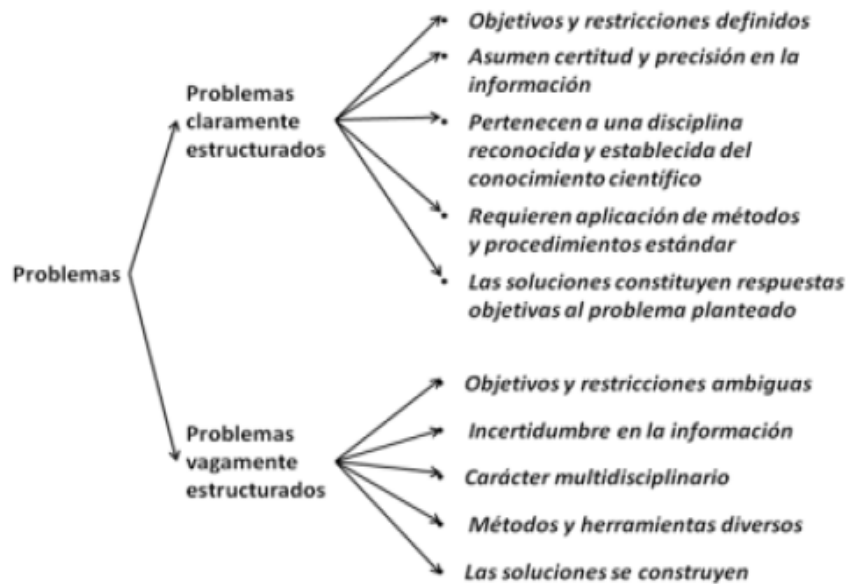 Problemas
Problemas
claramente
estructurados
• Objetivos y restricciones definidos
• Asumen certitud y precisión en la
información
• Pertenecen a una disciplina
reconocida y establecida del
conocimiento científico
• Requieren aplicación de métodos
y procedimientos estándar
• Las soluciones constituyen respuestas
objetivas al problema planteado
Problemas
vagamente
estructurados
• Objetivos y restricciones ambiguas
• Incertidumbre en la información
• Carácter multidisciplinario
• Métodos y herramientas diversos
• Las soluciones se construyen